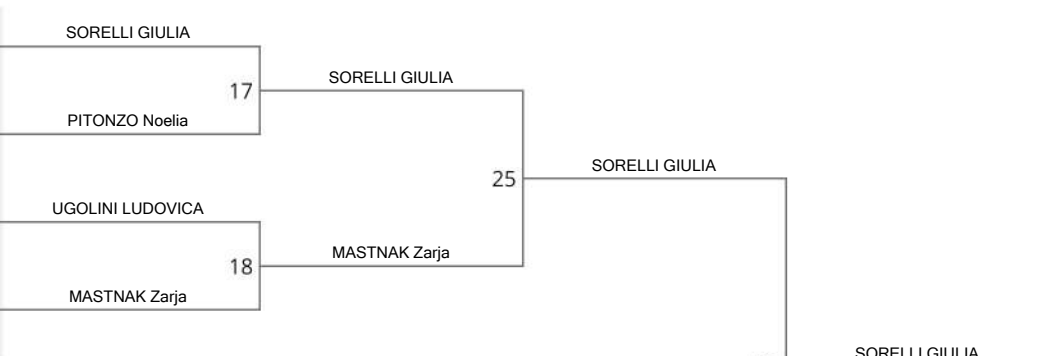 SORELLI GIULIA
17
SORELLI GIULIA
PITONZO Noelia
25
SORELLI GIULIA
UGOLINI LUDOVICA
18
MASTNAK Zarja
MASTNAK Zarja
SORELLI GIULIA